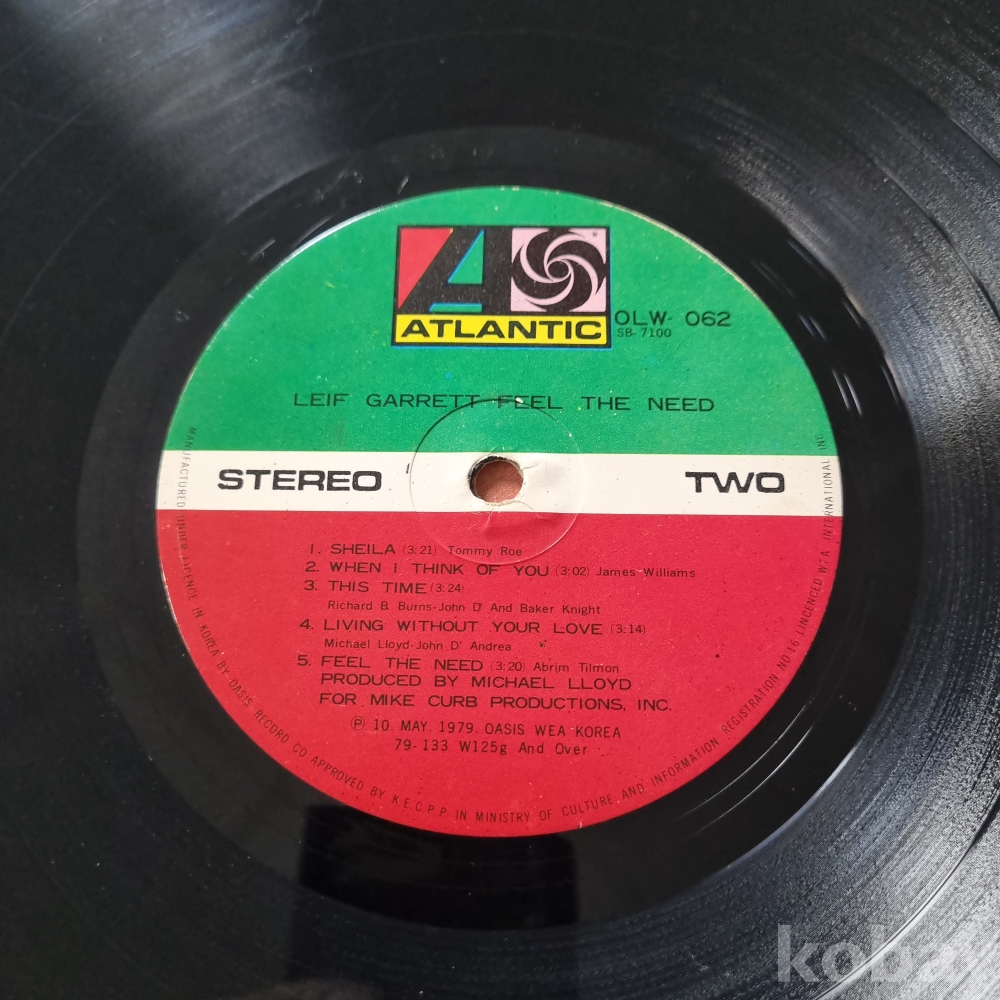 ATLANTIC
OLW- 062
SB-7100
LEIF GARRETT FEEL THE NEED
STEREO
TWO
1. SHEILA (3:21) Tommy Roe
2. WHEN I THINK OF YOU (3:02) James Williams
3. THIS TIME (3:24)
Richard B. Burns-John D' And Baker Knight
4. LIVING WITHOUT YOUR LOVE (3:14)
Michael Lloyd-John D' Andrea
5. FEEL THE NEED (3:20) Abrim Tilmon
PRODUCED BY MICHAEL LLOYD
FOR MIKE CURB PRODUCTIONS, INC.
Ⓟ 10. MAY. 1979. OASIS WEA KOREA
79-133 W125g And Over
MANUFACTURED UNDER LICENCE IN KOREA BY OASIS RECORD CO APPROVED BY K.E.C.P.P IN MINISTRY OF CULTURE AND INFORMATION REGISTRATION NO.16 LINCENCED W.A. INTERNATIONAL INC
kobay